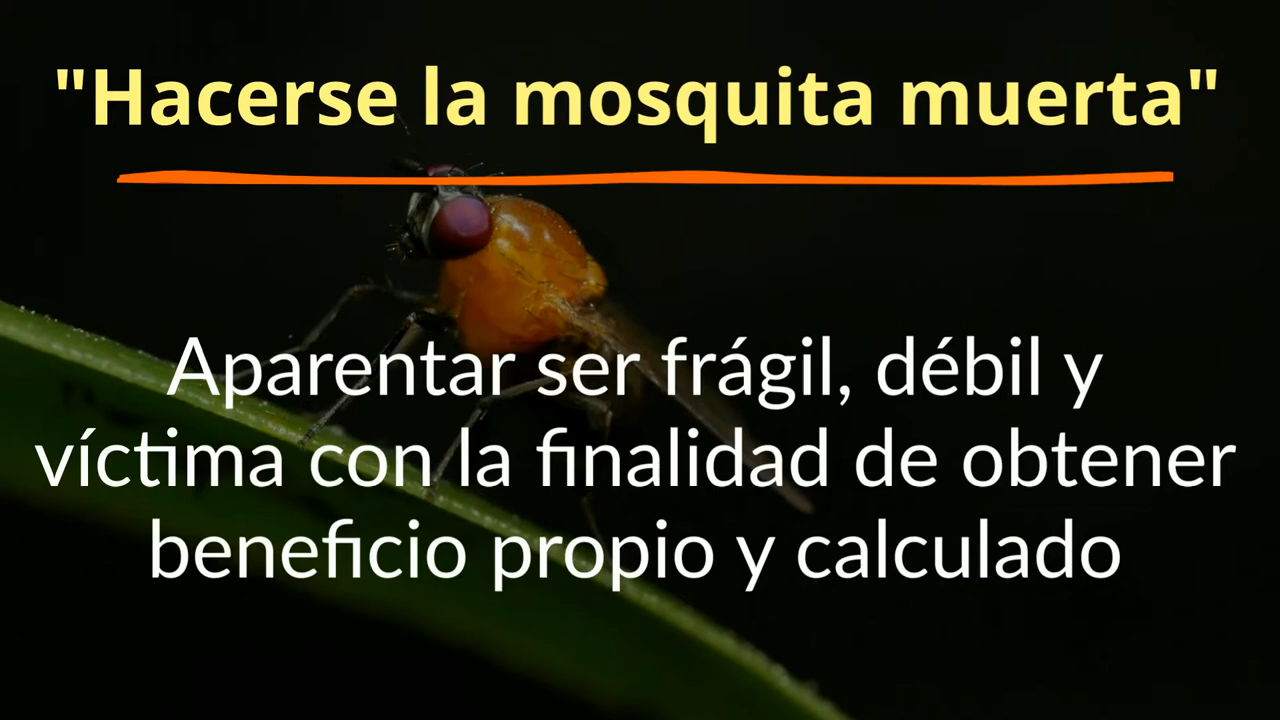 "Hacerse la mosquita muerta"
Aparentar ser frágil, débil y
víctima con la finalidad de obtener
beneficio propio y calculado